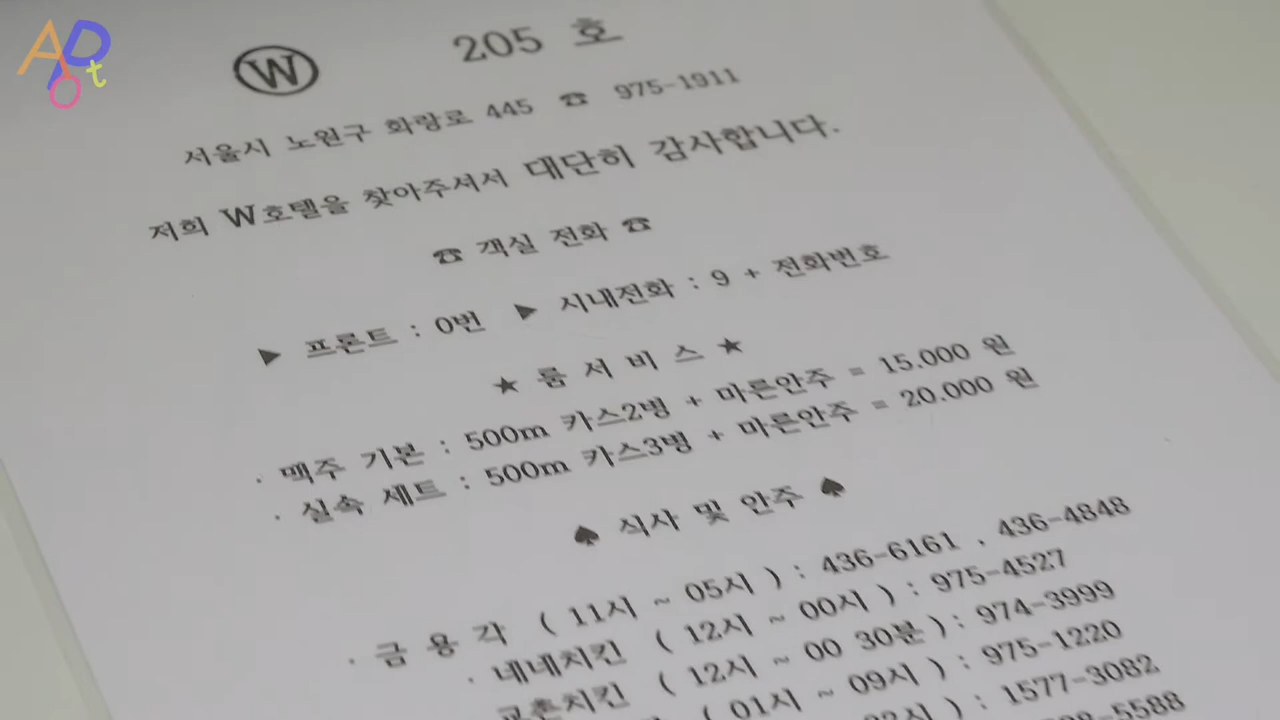 A D O t
W 205 호
서울시 노원구 화랑로 445 ☎ 975-1911
저희 W호텔을 찾아주셔서 대단히 감사합니다.
☎ 객실 전화 ☎
▶ 프론트 : 0번 ▶ 시내전화 : 9 + 전화번호
★ 룸 서 비 스 ★
· 맥주 기본 : 500m 카스2병 + 마른안주 = 15.000 원
· 실속 세트 : 500m 카스3병 + 마른안주 = 20.000 원
♠ 식사 및 안주 ♠
· 금 용 각 ( 11시 ~ 05시 ) : 436-6161 , 436-4848
· 네네치킨 ( 12시 ~ 00시 ) : 975-4527
교촌치킨 ( 12시 ~ 00 30분 ) : 974-3999
( 01시 ~ 09시 ) : 975-1220
) : 1577-3082
-5588